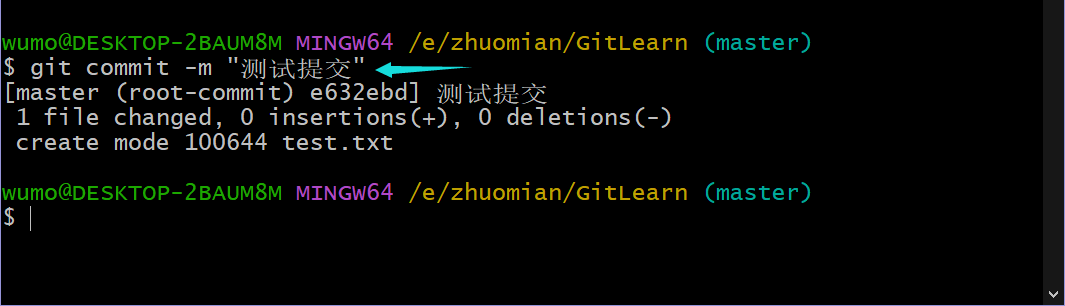 wumo@DESKTOP-2BAUM8M MINGW64 /e/zhuomian/GitLearn (master)
$ git commit -m "测试提交"
[master (root-commit) e632ebd] 测试提交
 1 file changed, 0 insertions(+), 0 deletions(-)
 create mode 100644 test.txt
wumo@DESKTOP-2BAUM8M MINGW64 /e/zhuomian/GitLearn (master)
$